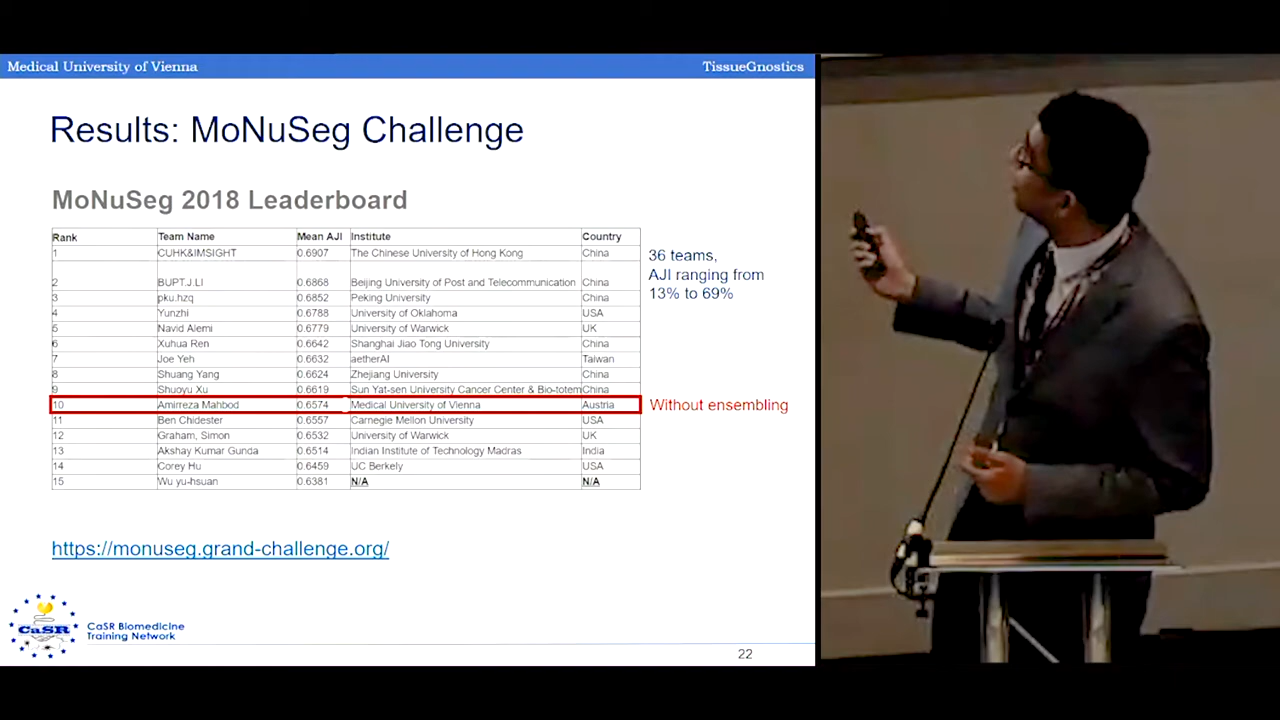 Medical University of Vienna
TissueGnostics
Results: MoNuSeg Challenge
MoNuSeg 2018 Leaderboard
Rank Team Name Mean AJI Institute Country
1 CUHK&IMSIGHT 0.6907 The Chinese University of Hong Kong China
2 BUPT.J.LI 0.6868 Beijing University of Post and Telecommunication China
3 pku.hzq 0.6852 Peking University China
4 Yunzhi 0.6788 University of Oklahoma USA
5 Navid Alemi 0.6779 University of Warwick UK
6 Xuhua Ren 0.6642 Shanghai Jiao Tong University China
7 Joe Yeh 0.6632 aetherAI Taiwan
8 Shuang Yang 0.6624 Zhejiang University China
9 Shuoyu Xu 0.6619 Sun Yat-sen University Cancer Center & Bio-totem China
10 Amirreza Mahbod 0.6574 Medical University of Vienna Austria
11 Ben Chidester 0.6557 Carnegie Mellon University USA
12 Graham, Simon 0.6532 University of Warwick UK
13 Akshay Kumar Gunda 0.6514 Indian Institute of Technology Madras India
14 Corey Hu 0.6459 UC Berkely USA
15 Wu yu-hsuan 0.6381 N/A N/A
36 teams,
AJI ranging from
13% to 69%
Without ensembling
https://monuseg.grand-challenge.org/
CaSR
CaSR Biomedicine
Training Network
22